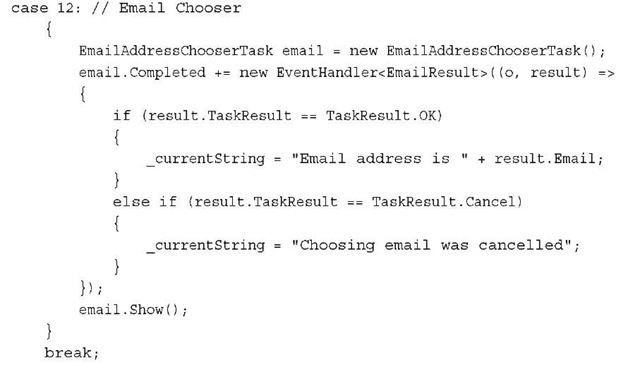 case 12: // Email Chooser
{
EmailAddressChooserTask email = new EmailAddressChooserTask();
email.Completed += new EventHandler<EmailResult>((o, result) =>
{
if (result.TaskResult == TaskResult.OK)
{
_currentString = "Email address is " + result.Email;
}
else if (result.TaskResult == TaskResult.Cancel)
{
_currentString = "Choosing email was cancelled";
}
});
email.Show();
}
break;